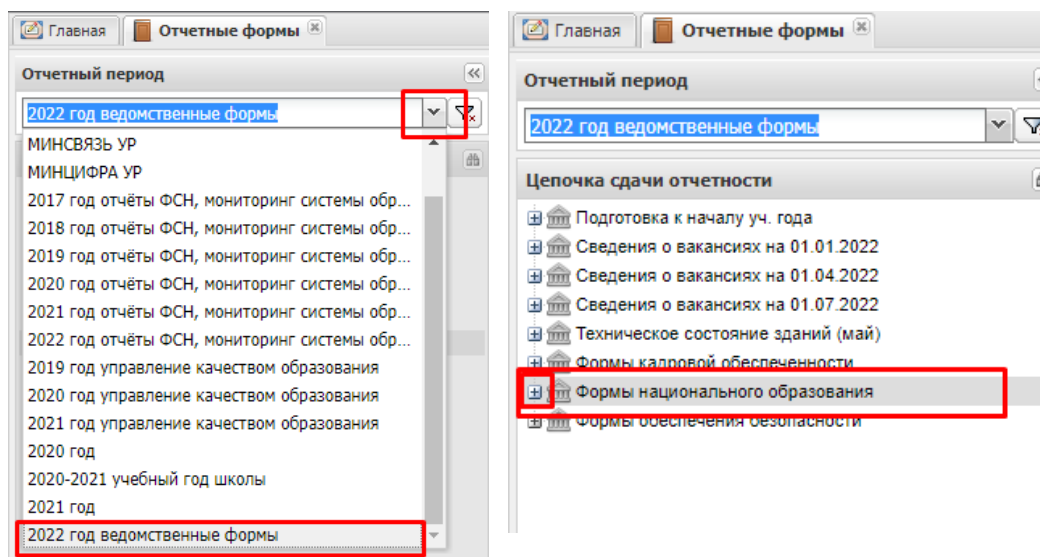 Главная
Отчетные формы
Отчетный период
2022 год ведомственные формы
МИНСВЯЗЬ УР
МИНЦИФРА УР
2017 год отчёты ФСН, мониторинг системы обр...
2018 год отчёты ФСН, мониторинг системы обр...
2019 год отчёты ФСН, мониторинг системы обр...
2020 год отчёты ФСН, мониторинг системы обр...
2021 год отчёты ФСН, мониторинг системы обр...
2022 год отчёты ФСН, мониторинг системы обр...
2019 год управление качеством образования
2020 год управление качеством образования
2021 год управление качеством образования
2020 год
2020-2021 учебный год школы
2021 год
2022 год ведомственные формы
Главная
Отчетные формы
Отчетный период
2022 год ведомственные формы
Цепочка сдачи отчетности
Подготовка к началу уч. года
Сведения о вакансиях на 01.01.2022
Сведения о вакансиях на 01.04.2022
Сведения о вакансиях на 01.07.2022
Техническое состояние зданий (май)
Формы кадровой обеспеченности
Формы национального образования
Формы обеспечения безопасности